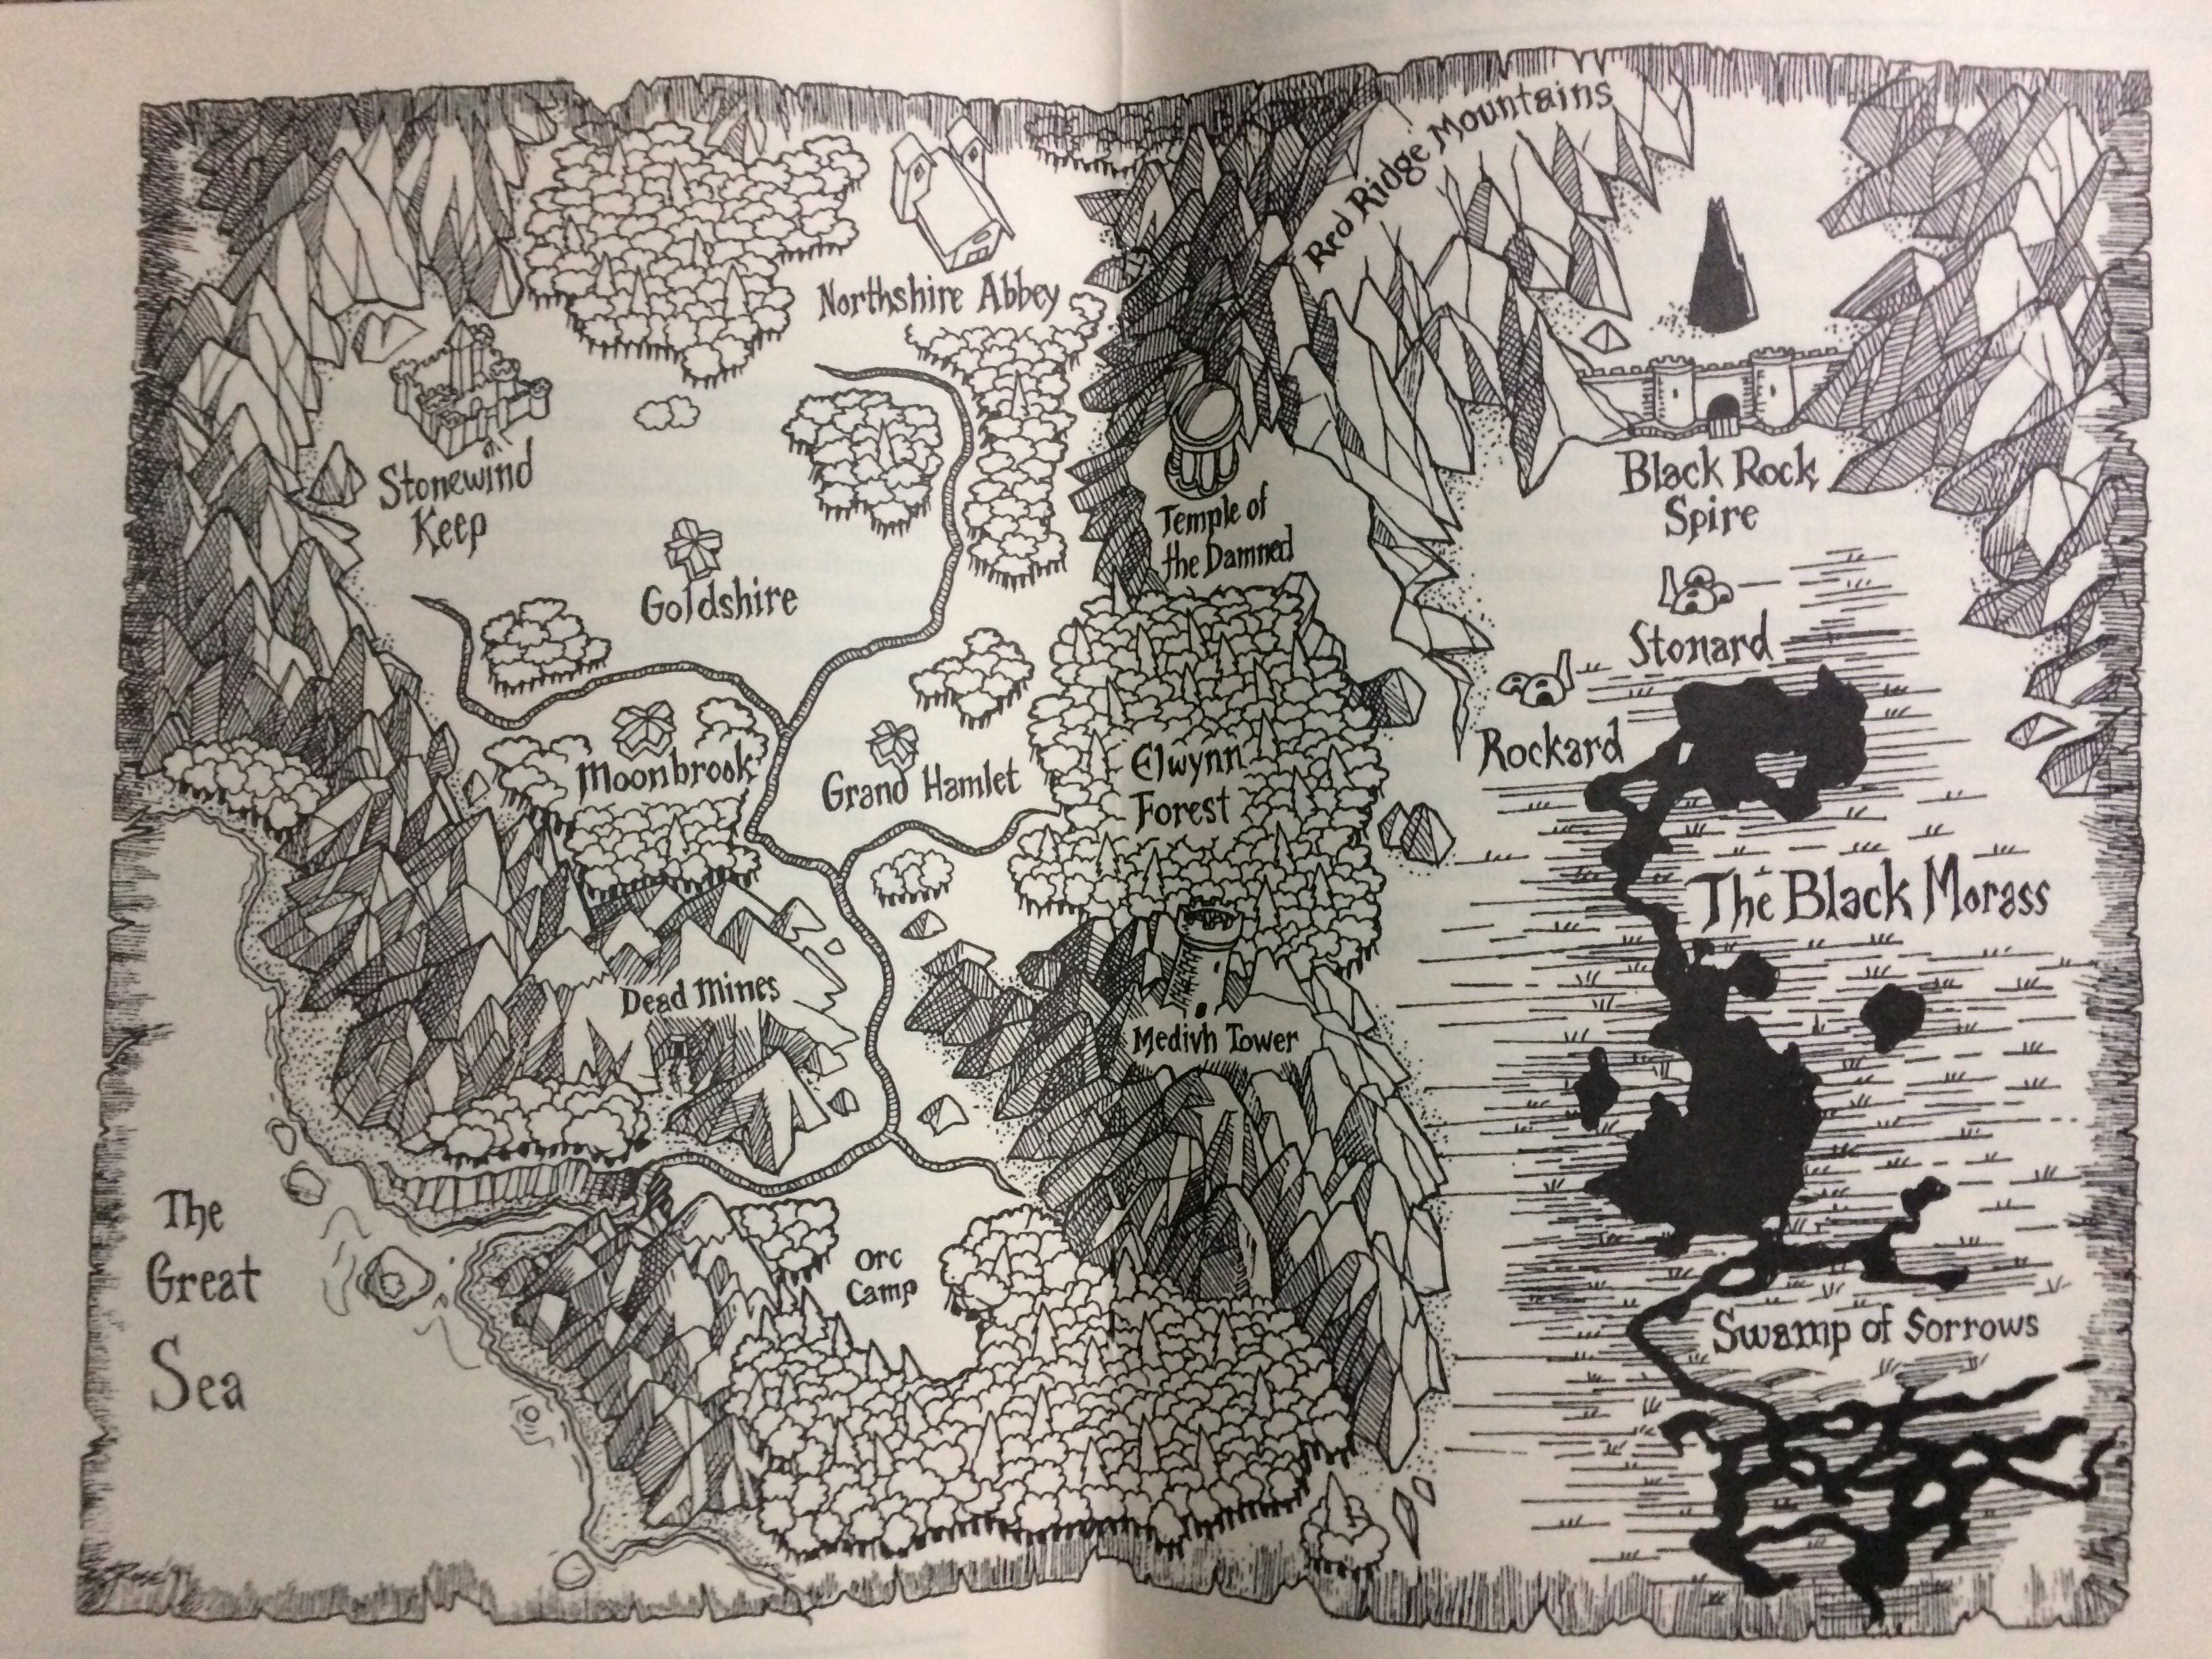 Red Ridge Mountains
Northshire Abbey
Stonewind
Keep
Black Rock
Spire
Temple of
the Damned
Goldshire
Stonard
Rockard
Moonbrook
Grand Hamlet
Elwynn
Forest
The Black Morass
Dead Mines
Medivh Tower
The
Great
Sea
Orc
Camp
Swamp of Sorrows